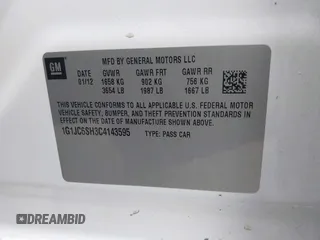 GM
MFD BY GENERAL MOTORS LLC
DATE GVWR GAWR FRT GAWR RR
01/12 1658 KG 902 KG 756 KG
3654 LB 1987 LB 1667 LB
THIS VEHICLE CONFORMS TO ALL APPLICABLE U.S. FEDERAL MOTOR
VEHICLE SAFETY, BUMPER, AND THEFT PREVENTION STANDARDS IN
EFFECT ON THE DATE OF MANUFACTURE SHOWN ABOVE.
1G1JC6SH3C4143595 TYPE: PASS CAR
DREAMBID